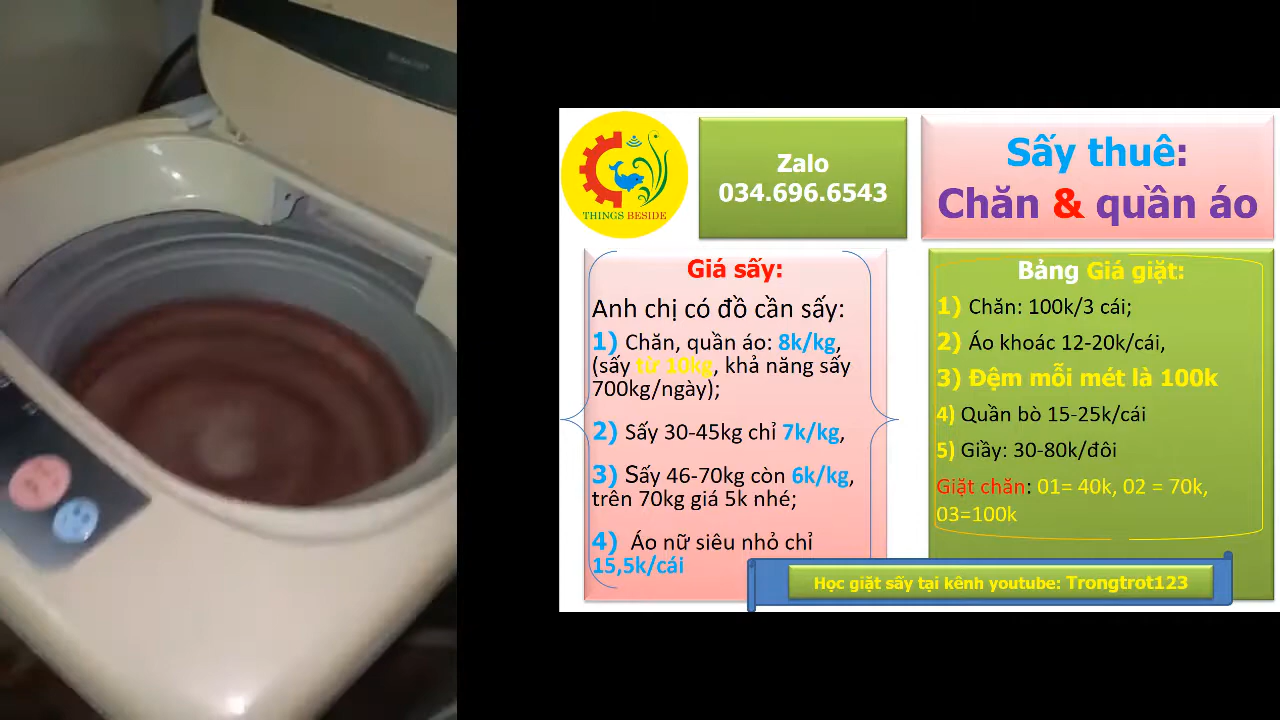 THINGS BESIDE
Zalo
034.696.6543
Sấy thuê:
Chăn & quần áo
Giá sấy:
Anh chị có đồ cần sấy:
1) Chăn, quần áo: 8k/kg,
(sấy từ 10kg, khả năng sấy
700kg/ngày);
2) Sấy 30-45kg chỉ 7k/kg,
3) Sấy 46-70kg còn 6k/kg,
trên 70kg giá 5k nhé;
4) Áo nữ siêu nhỏ chỉ
15,5k/cái
Bảng Giá giặt:
1) Chăn: 100k/3 cái;
2) Áo khoác 12-20k/cái,
3) Đệm mỗi mét là 100k
4) Quần bò 15-25k/cái
5) Giầy: 30-80k/đôi
Giặt chăn: 01= 40k, 02 = 70k,
03=100k
Học giặt sấy tại kênh youtube: Trongtrot123